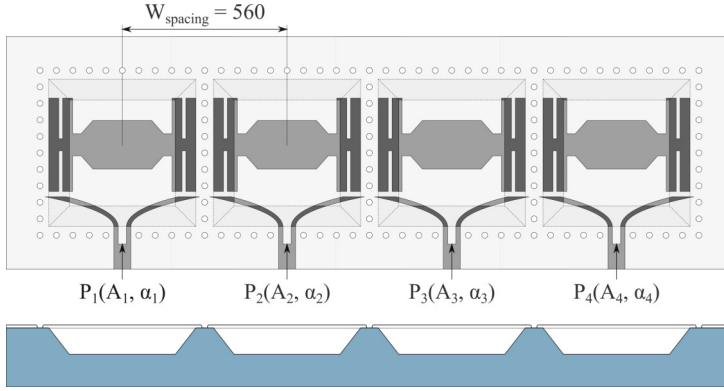 W_spacing = 560
P₁(A₁, α₁) P₂(A₂, α₂) P₃(A₃, α₃) P₄(A₄, α₄)